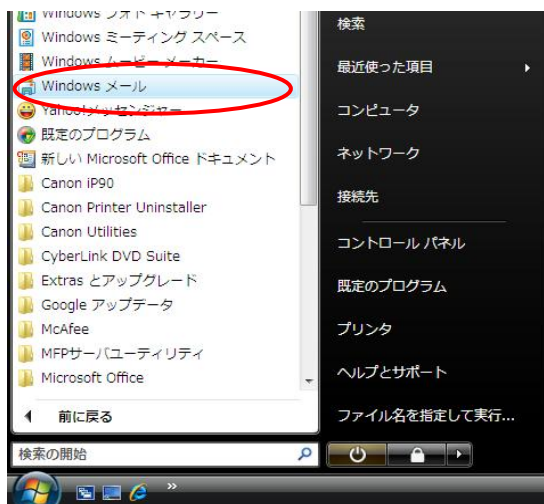 Windows フォト ギャラリー
Windows ミーティング スペース
Windows ムービー メーカー
Windows メール
Yahoo!メッセンジャー
既定のプログラム
新しい Microsoft Office ドキュメント
Canon iP90
Canon Printer Uninstaller
Canon Utilities
CyberLink DVD Suite
Extras とアップグレード
Google アップデータ
McAfee
MFPサーバユーティリティ
Microsoft Office
前に戻る
検索の開始
検索
最近使った項目
コンピュータ
ネットワーク
接続先
コントロール パネル
既定のプログラム
プリンタ
ヘルプとサポート
ファイル名を指定して実行...